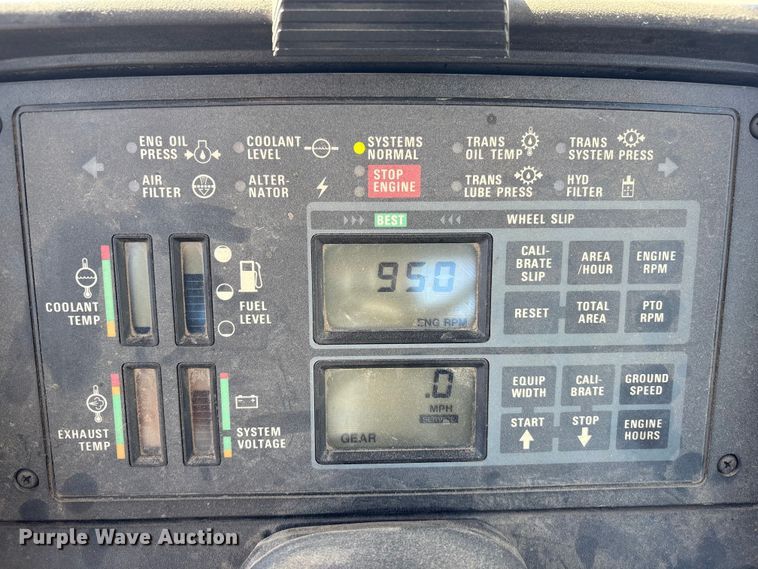 ENG OIL
PRESS
COOLANT
LEVEL
SYSTEMS
NORMAL
TRANS
OIL TEMP
TRANS
SYSTEM PRESS
AIR
FILTER
ALTER-
NATOR
STOP
ENGINE
TRANS
LUBE PRESS
HYD
FILTER
BEST
WHEEL SLIP
COOLANT
TEMP
FUEL
LEVEL
950
ENG RPM
CALI-
BRATE
SLIP
AREA
/HOUR
ENGINE
RPM
RESET
TOTAL
AREA
PTO
RPM
EXHAUST
TEMP
SYSTEM
VOLTAGE
.0
MPH
SERVICE
GEAR
EQUIP
WIDTH
CALI-
BRATE
GROUND
SPEED
START
STOP
ENGINE
HOURS
Purple Wave Auction®